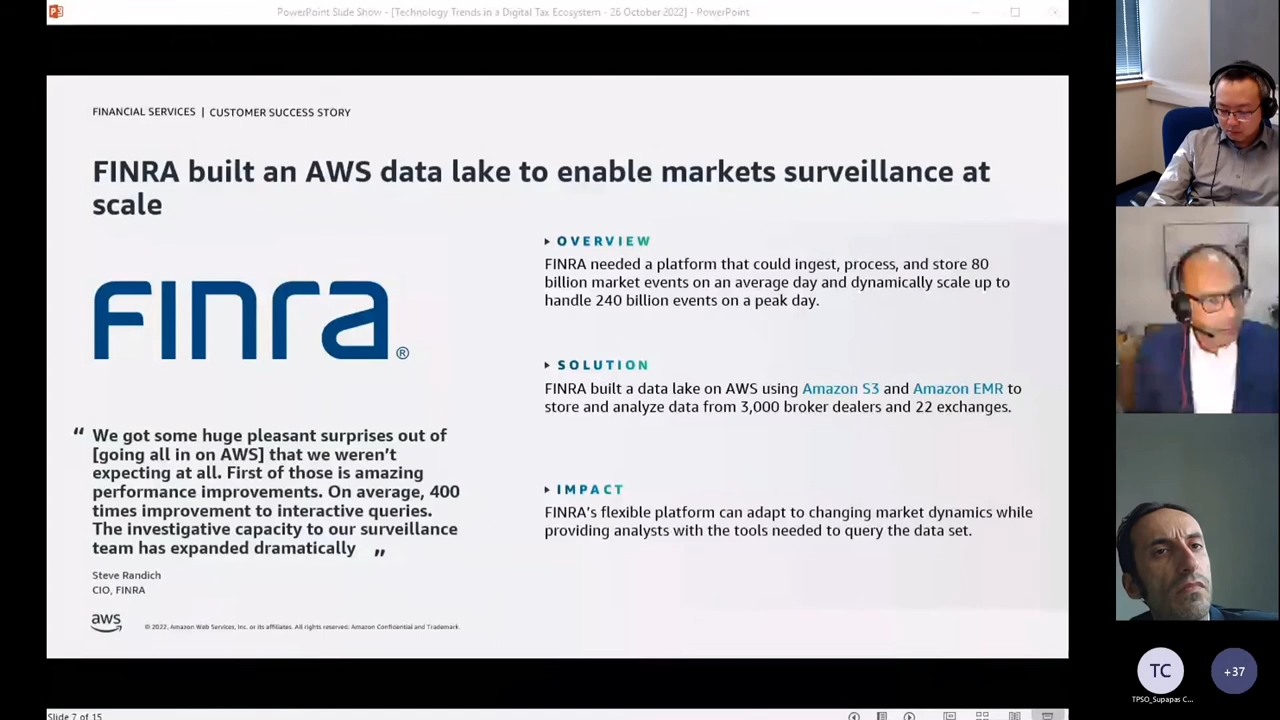 PowerPoint Slide Show - [Technology Trends in a Digital Tax Ecosystem - 26 October 2022] - PowerPoint
FINANCIAL SERVICES | CUSTOMER SUCCESS STORY
FINRA built an AWS data lake to enable markets surveillance at
scale
FINra®
“ We got some huge pleasant surprises out of
[going all in on AWS] that we weren’t
expecting at all. First of those is amazing
performance improvements. On average, 400
times improvement to interactive queries.
The investigative capacity to our surveillance
team has expanded dramatically ”
Steve Randich
CIO, FINRA
OVERVIEW
FINRA needed a platform that could ingest, process, and store 80
billion market events on an average day and dynamically scale up to
handle 240 billion events on a peak day.
SOLUTION
FINRA built a data lake on AWS using Amazon S3 and Amazon EMR to
store and analyze data from 3,000 broker dealers and 22 exchanges.
IMPACT
FINRA’s flexible platform can adapt to changing market dynamics while
providing analysts with the tools needed to query the data set.
aws
© 2022, Amazon Web Services, Inc. or its affiliates. All rights reserved. Amazon Confidential and Trademark.
Slide 7 of 15
TC
TPSO_Supapas C...
+37